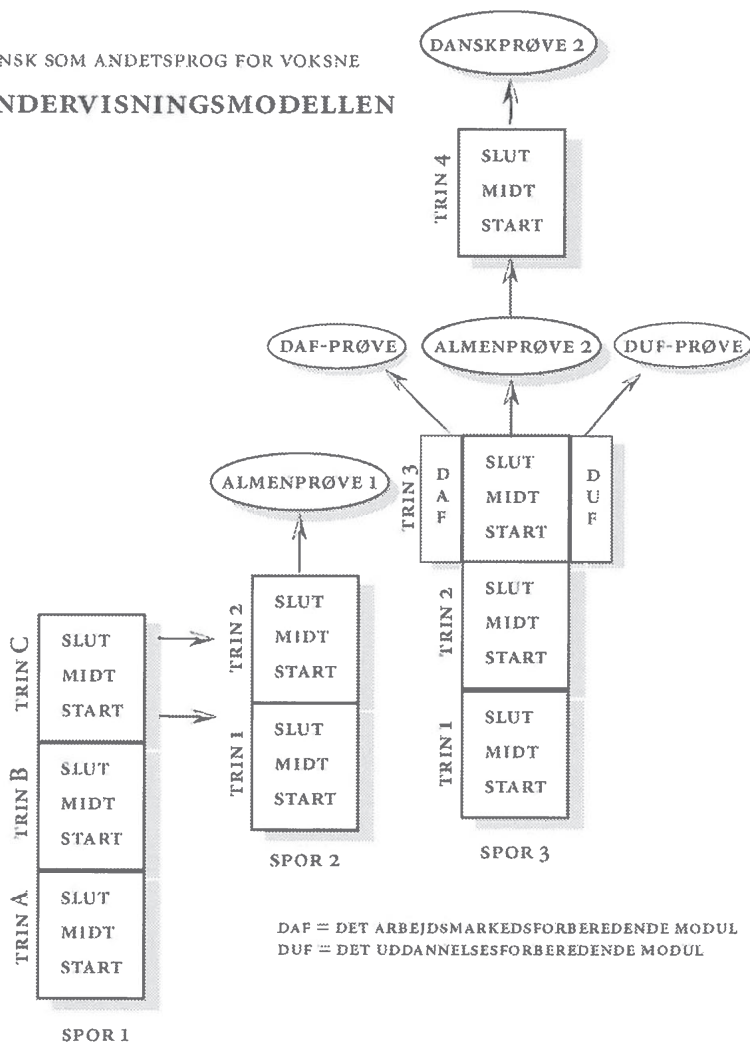 NSK SOM ANDETSPROG FOR VOKSNE
NDERVISNINGSMODELLEN
DANSKPRØVE 2
TRIN 4
SLUT
MIDT
START
DAF-PRØVE
ALMENPRØVE 2
DUF-PRØVE
TRIN 3
DAF
SLUT
MIDT
START
DUF
ALMENPRØVE 1
TRIN 2
SLUT
MIDT
START
TRIN 1
SLUT
MIDT
START
SPOR 3
TRIN 2
SLUT
MIDT
START
TRIN 1
SLUT
MIDT
START
SPOR 2
TRIN C
SLUT
MIDT
START
TRIN B
SLUT
MIDT
START
TRIN A
SLUT
MIDT
START
SPOR 1
DAF = DET ARBEJDSMARKEDSFORBEREDENDE MODUL
DUF = DET UDDANNELSESFORBEREDENDE MODUL